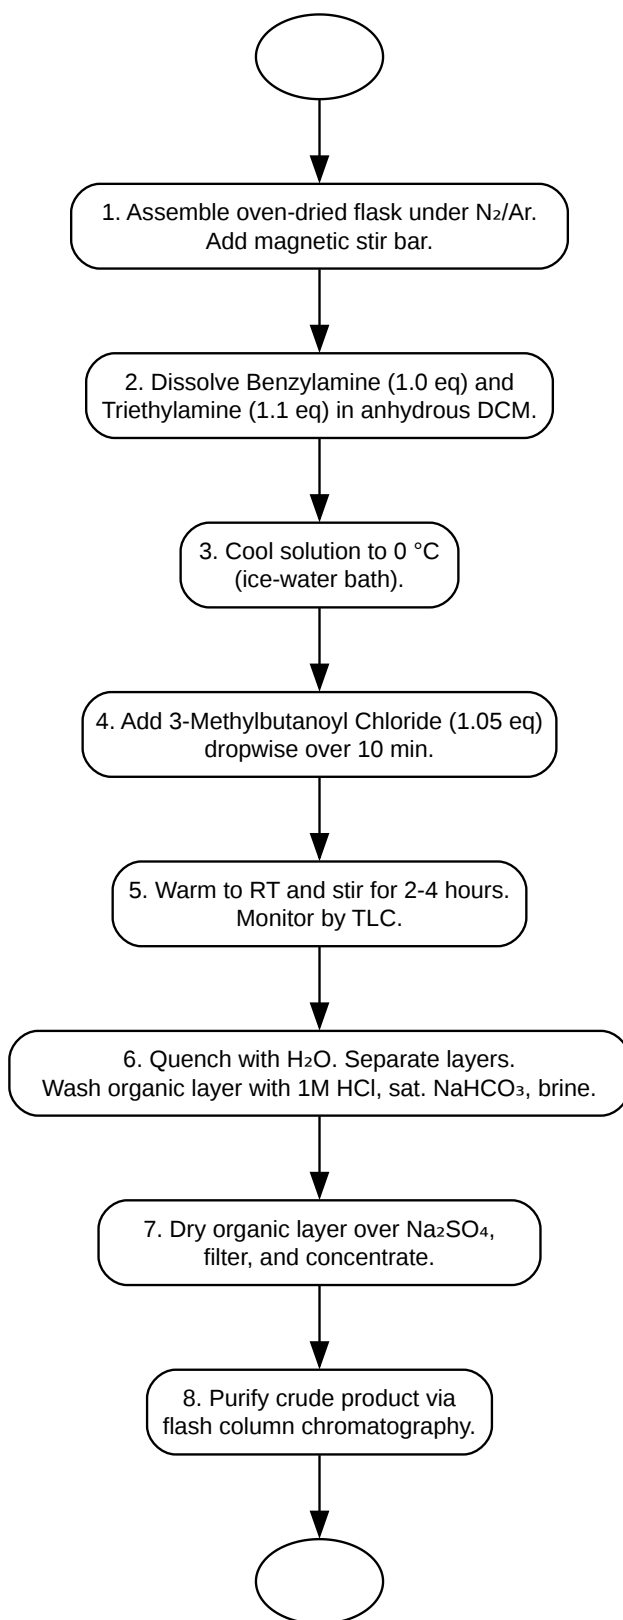 1. Assemble oven-dried flask under N₂/Ar.
Add magnetic stir bar.
2. Dissolve Benzylamine (1.0 eq) and
Triethylamine (1.1 eq) in anhydrous DCM.
3. Cool solution to 0 °C
(ice-water bath).
4. Add 3-Methylbutanoyl Chloride (1.05 eq)
dropwise over 10 min.
5. Warm to RT and stir for 2-4 hours.
Monitor by TLC.
6. Quench with H₂O. Separate layers.
Wash organic layer with 1M HCl, sat. NaHCO₃, brine.
7. Dry organic layer over Na₂SO₄,
filter, and concentrate.
8. Purify crude product via
flash column chromatography.